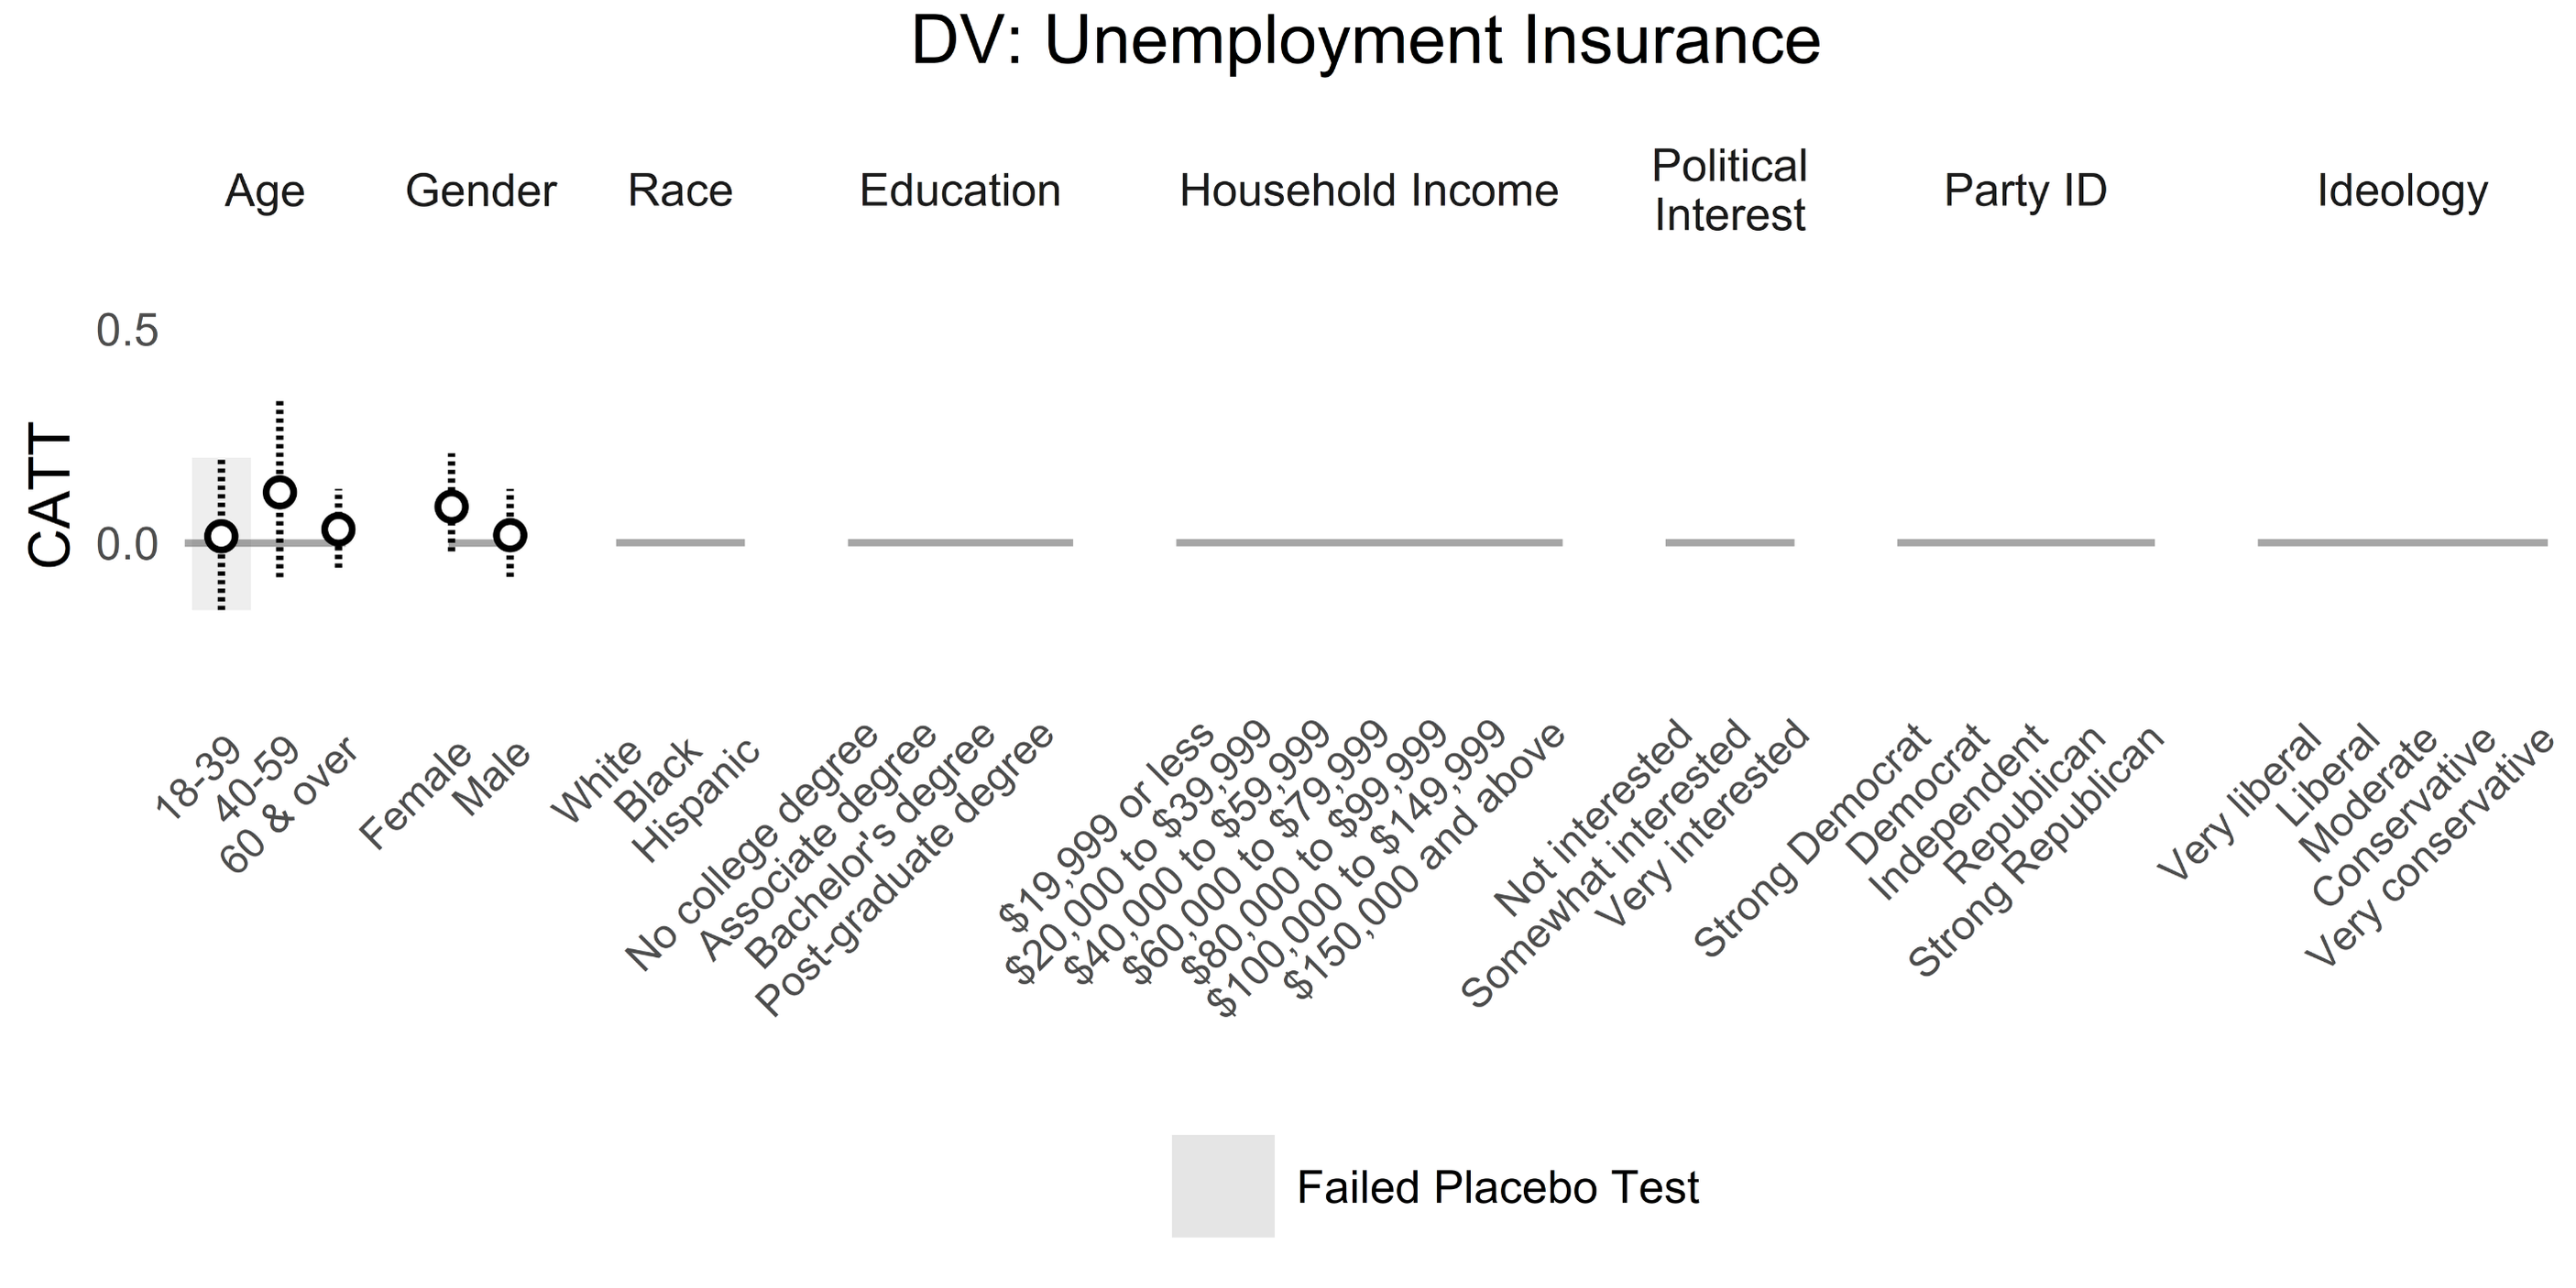 DV: Unemployment Insurance
Age
Gender
Race
Education
Household Income
Political
Interest
Party ID
Ideology
CATT
0.5
0.0
18-39
40-59
60 & over
Female
Male
White
Black
Hispanic
No college degree
Associate degree
Bachelor's degree
Post-graduate degree
$19,999 or less
$20,000 to $39,999
$40,000 to $59,999
$60,000 to $79,999
$80,000 to $99,999
$100,000 to $149,999
$150,000 and above
Not interested
Somewhat interested
Very interested
Strong Democrat
Democrat
Independent
Republican
Strong Republican
Very liberal
Liberal
Moderate
Conservative
Very conservative
Failed Placebo Test